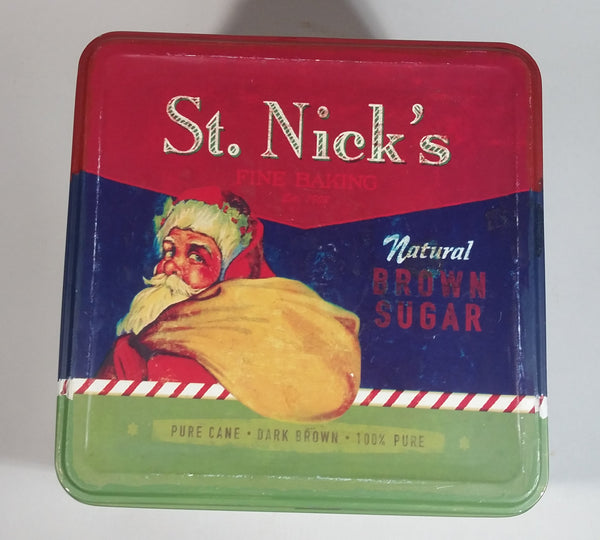 St. Nick's
FINE BAKING
Natural
BROWN
SUGAR
PURE CANE • DARK BROWN • 100% PURE